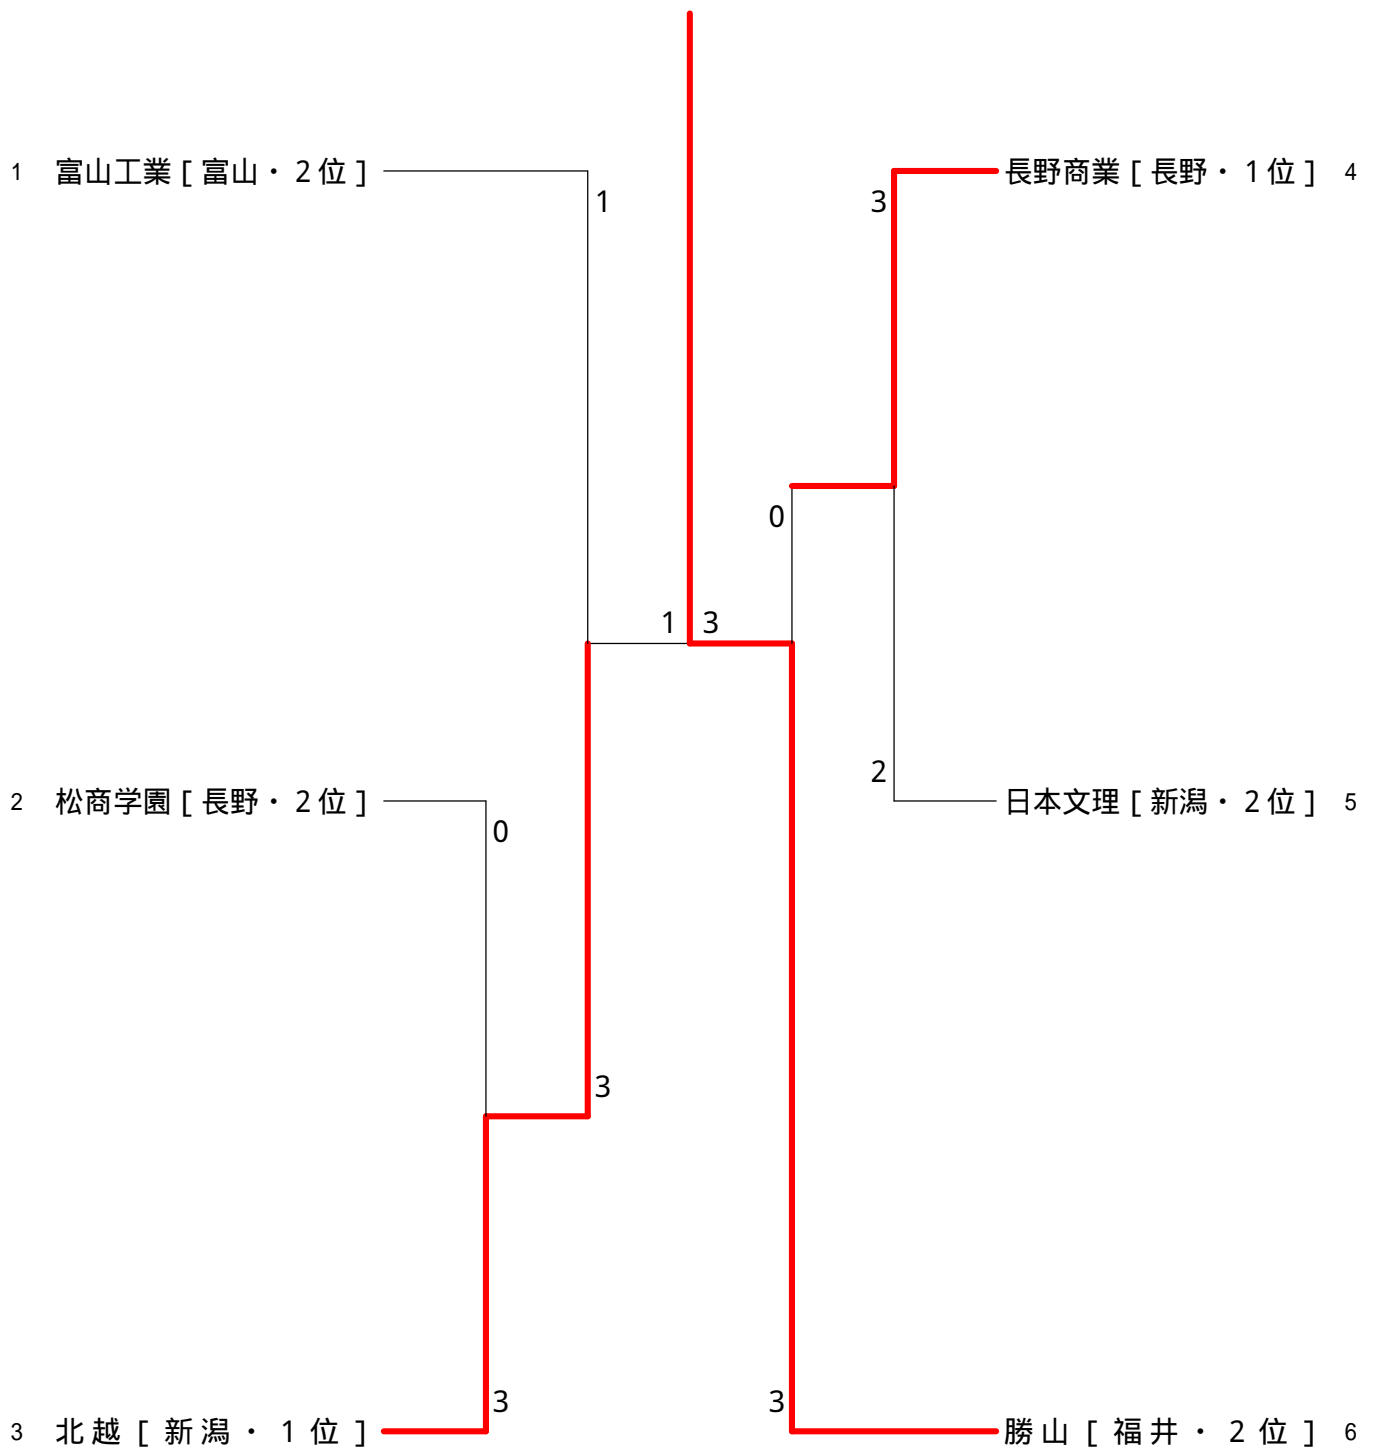 1 富山工業 [ 富山・ 2 位 ]
1
3
長野商業 [ 長野・ 1 位 ] 4
0
1 3
2 松商学園 [ 長野・ 2 位 ]
0
2
日本文理 [ 新潟・ 2 位 ] 5
3
3 北越 [ 新潟・ 1 位 ]
3
3
勝山 [ 福井・ 2 位 ] 6